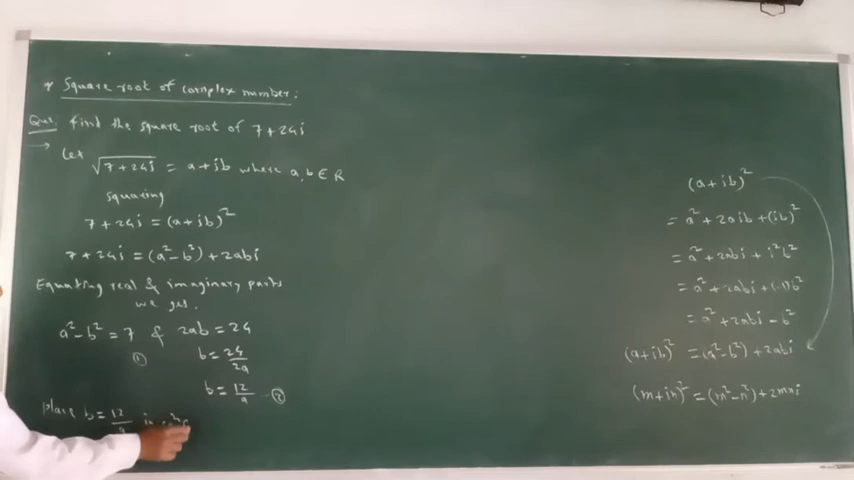 * Square root of complex number:
Que: find the square root of 7+24i
→ Let √7+24i = a+ib where a, b ∈ R
squaring
7+24i = (a+ib)²
7+24i = (a²-b²) + 2abi
Equating real & imaginary parts
we get,
a²-b² = 7 & 2ab = 24
①
b = 24/2a
b = 12/a ... ②
place b = 12/a in
(a+ib)²
= a² + 2aib + (ib)²
= a² + 2abi + i²b²
= a² + 2abi + (-1)b²
= a² + 2abi - b²
(a+ib)² = (a²-b²) + 2abi
(m+in)² = (m²-n²) + 2mni